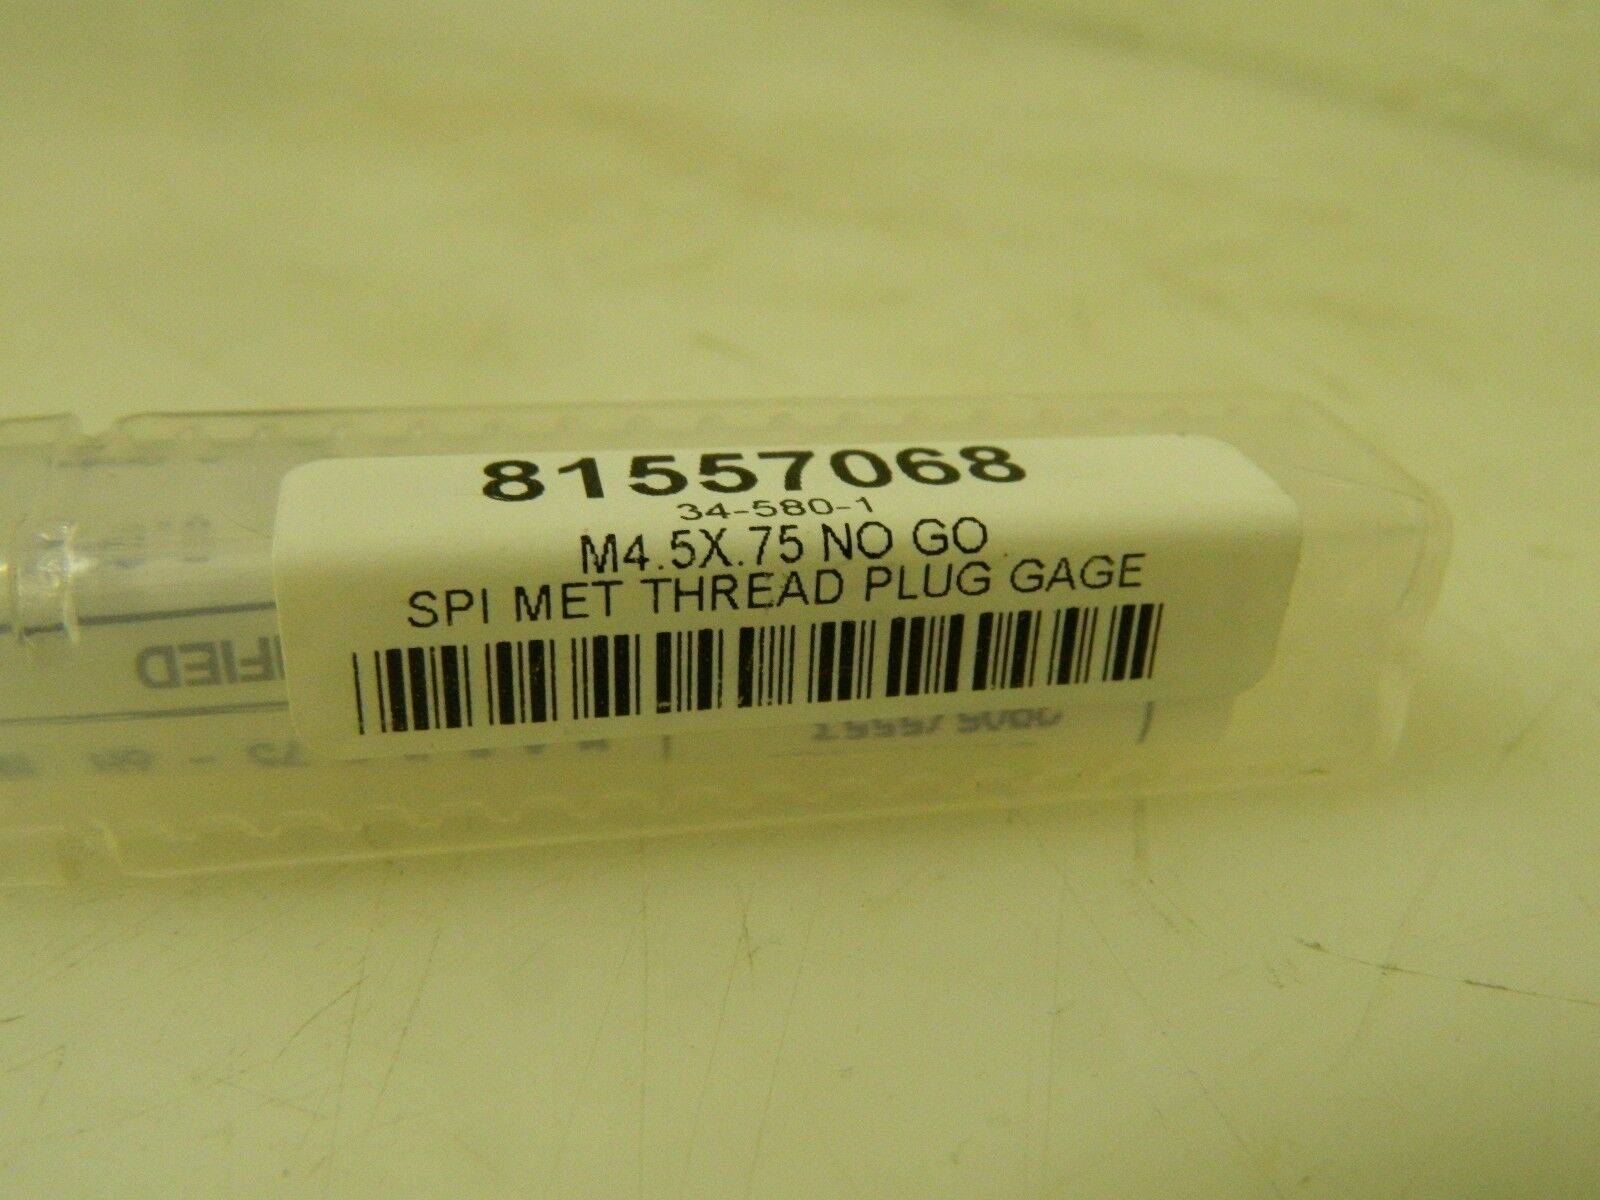 81557068
34-580-1
M4.5X.75 NO GO
SPI MET THREAD PLUG GAGE